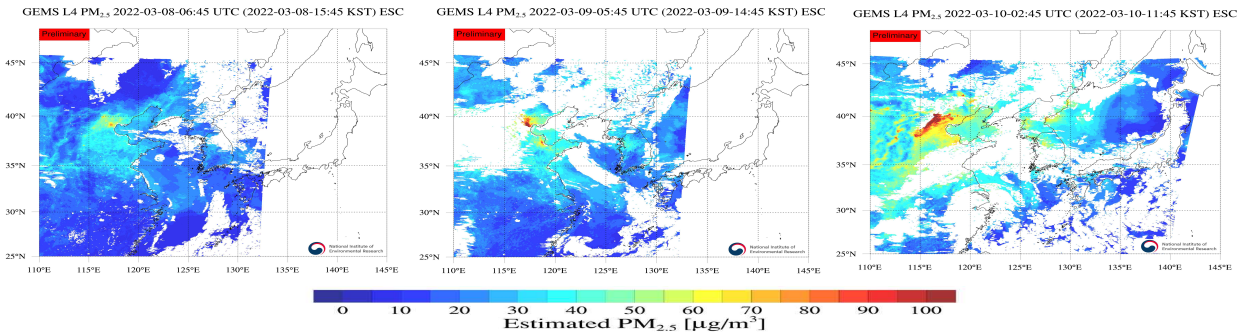 GEMS L4 PM2.5 2022-03-08-06:45 UTC (2022-03-08-15:45 KST) ESC
Preliminary
45°N
40°N
35°N
30°N
25°N
110°E 115°E 120°E 125°E 130°E 135°E 140°E 145°E
National Institute of
Environmental Research
GEMS L4 PM2.5 2022-03-09-05:45 UTC (2022-03-09-14:45 KST) ESC
Preliminary
45°N
40°N
35°N
30°N
25°N
110°E 115°E 120°E 125°E 130°E 135°E 140°E 145°E
National Institute of
Environmental Research
GEMS L4 PM2.5 2022-03-10-02:45 UTC (2022-03-10-11:45 KST) ESC
Preliminary
45°N
40°N
35°N
30°N
25°N
110°E 115°E 120°E 125°E 130°E 135°E 140°E 145°E
National Institute of
Environmental Research
0 10 20 30 40 50 60 70 80 90 100
Estimated PM2.5 [μg/m³]